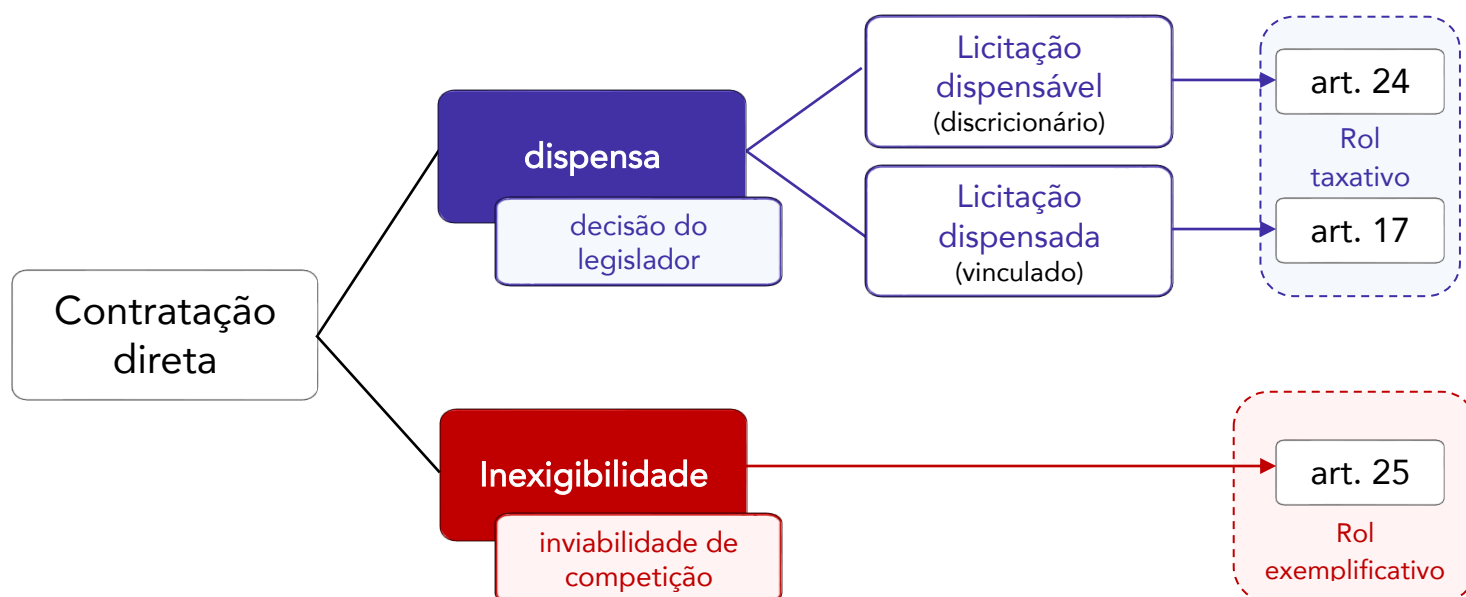 Contratação
direta
dispensa
decisão do
legislador
Licitação
dispensável
(discricionário)
Licitação
dispensada
(vinculado)
art. 24
Rol
taxativo
art. 17
Inexigibilidade
inviabilidade de
competição
art. 25
Rol
exemplificativo